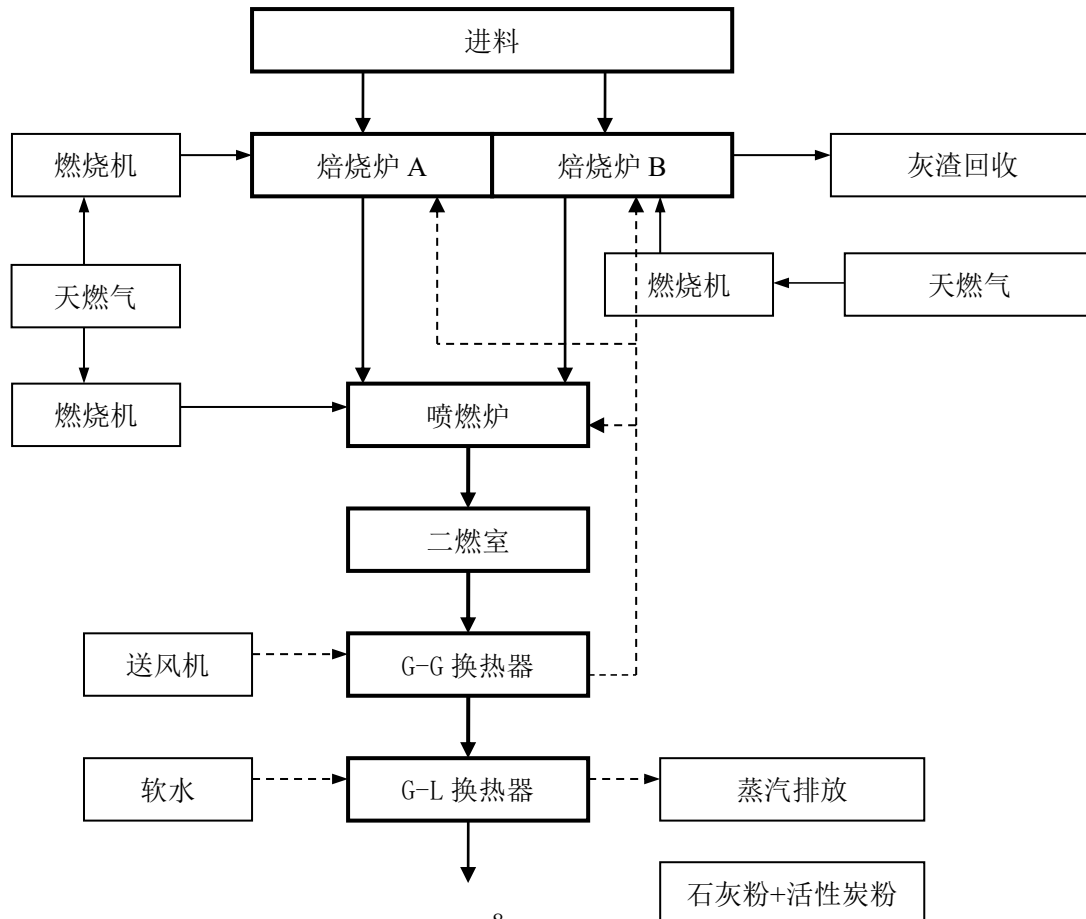 进料
燃烧机
焙烧炉 A
焙烧炉 B
灰渣回收
天燃气
燃烧机
天燃气
燃烧机
喷燃炉
二燃室
送风机
G-G 换热器
软水
G-L 换热器
蒸汽排放
石灰粉+活性炭粉